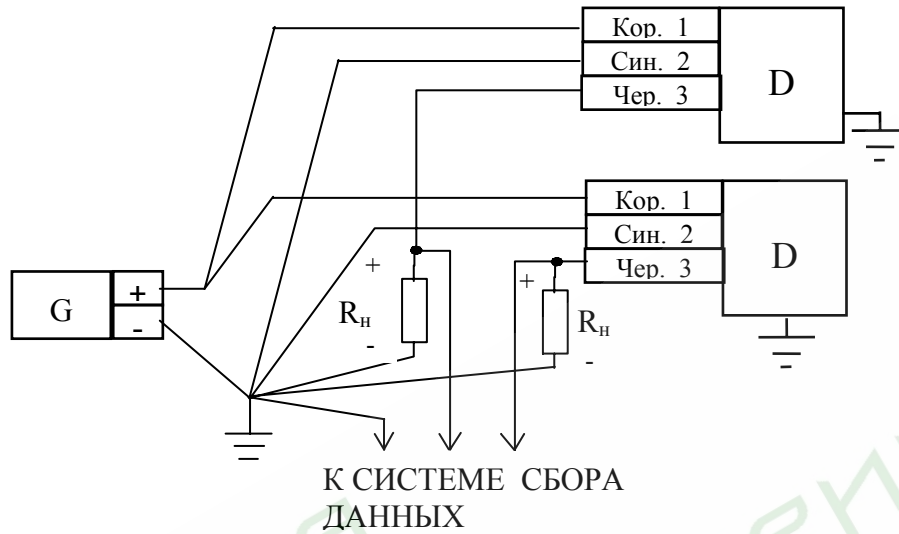 Кор. 1
Син. 2
Чер. 3
D
Кор. 1
Син. 2
Чер. 3
D
G
+
-
+
Rн
-
+
Rн
-
К СИСТЕМЕ СБОРА
ДАННЫХ